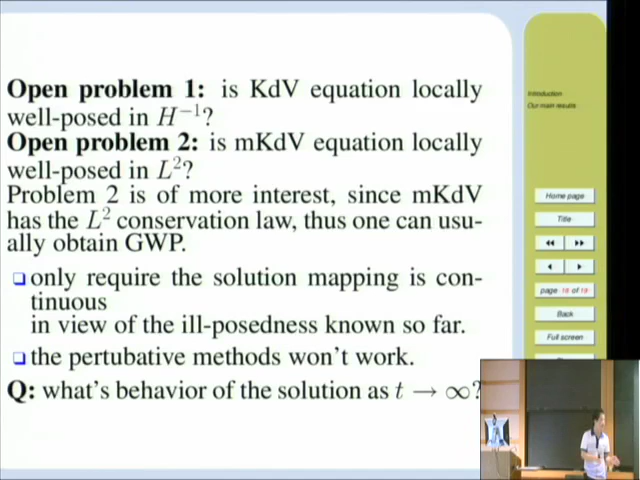 Open problem 1: is KdV equation locally
well-posed in H⁻¹?
Open problem 2: is mKdV equation locally
well-posed in L²?
Problem 2 is of more interest, since mKdV
has the L² conservation law, thus one can usu-
ally obtain GWP.
only require the solution mapping is con-
tinuous
in view of the ill-posedness known so far.
the pertubative methods won't work.
Q: what's behavior of the solution as t → ∞?
Introduction
Our main results
Home page
Title
page 18 of 19
Back
Full screen